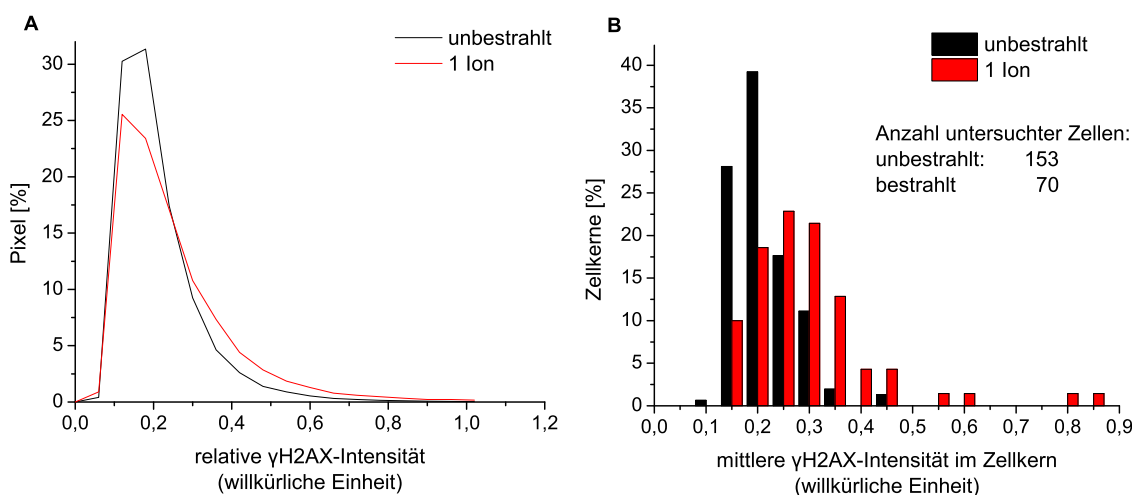 A
unbestrahlt
1 Ion
30
25
20
15
10
5
0
Pixel [%]
0,0 0,2 0,4 0,6 0,8 1,0 1,2
relative γH2AX-Intensität
(willkürliche Einheit)
B
unbestrahlt
1 Ion
Anzahl untersuchter Zellen:
unbestrahlt: 153
bestrahlt 70
40
35
30
25
20
15
10
5
0
Zellkerne [%]
0,0 0,1 0,2 0,3 0,4 0,5 0,6 0,7 0,8 0,9
mittlere γH2AX-Intensität im Zellkern
(willkürliche Einheit)